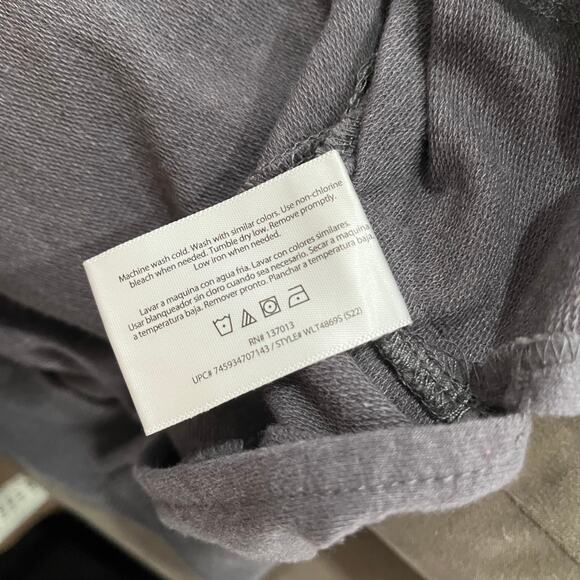 Machine wash cold. Wash with similar colors. Use non-chlorine
bleach when needed. Tumble dry low. Remove promptly.
Low iron when needed.
Lavar a maquina con agua fria. Lavar con colores similares.
Usar blanqueador sin cloro cuando sea necesario. Secar a maquina
a temperatura baja. Remover pronto. Planchar a temperatura baja.
RN# 137013
UPC# 745934707143 / STYLE# WLT4869S (S22)